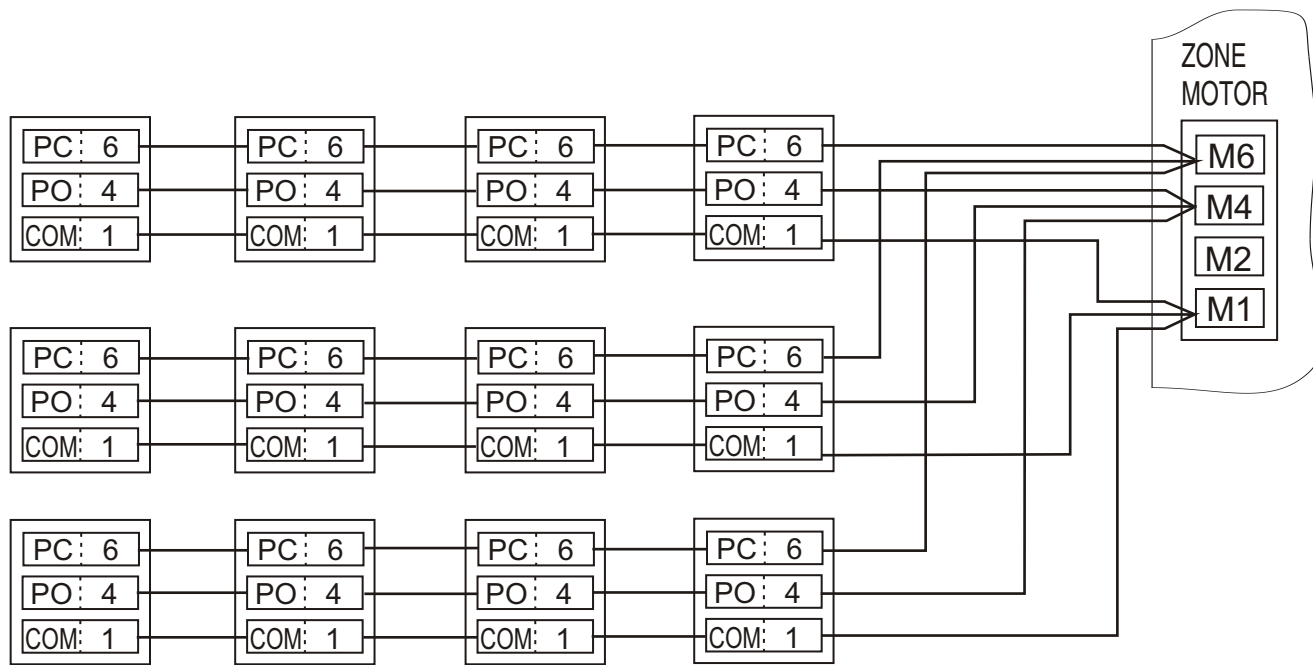 ZONE
MOTOR
PC 6 PC 6 PC 6 PC 6 M6
PO 4 PO 4 PO 4 PO 4 M4
COM 1 COM 1 COM 1 COM 1 M2
M1
PC 6 PC 6 PC 6 PC 6
PO 4 PO 4 PO 4 PO 4
COM 1 COM 1 COM 1 COM 1
PC 6 PC 6 PC 6 PC 6
PO 4 PO 4 PO 4 PO 4
COM 1 COM 1 COM 1 COM 1